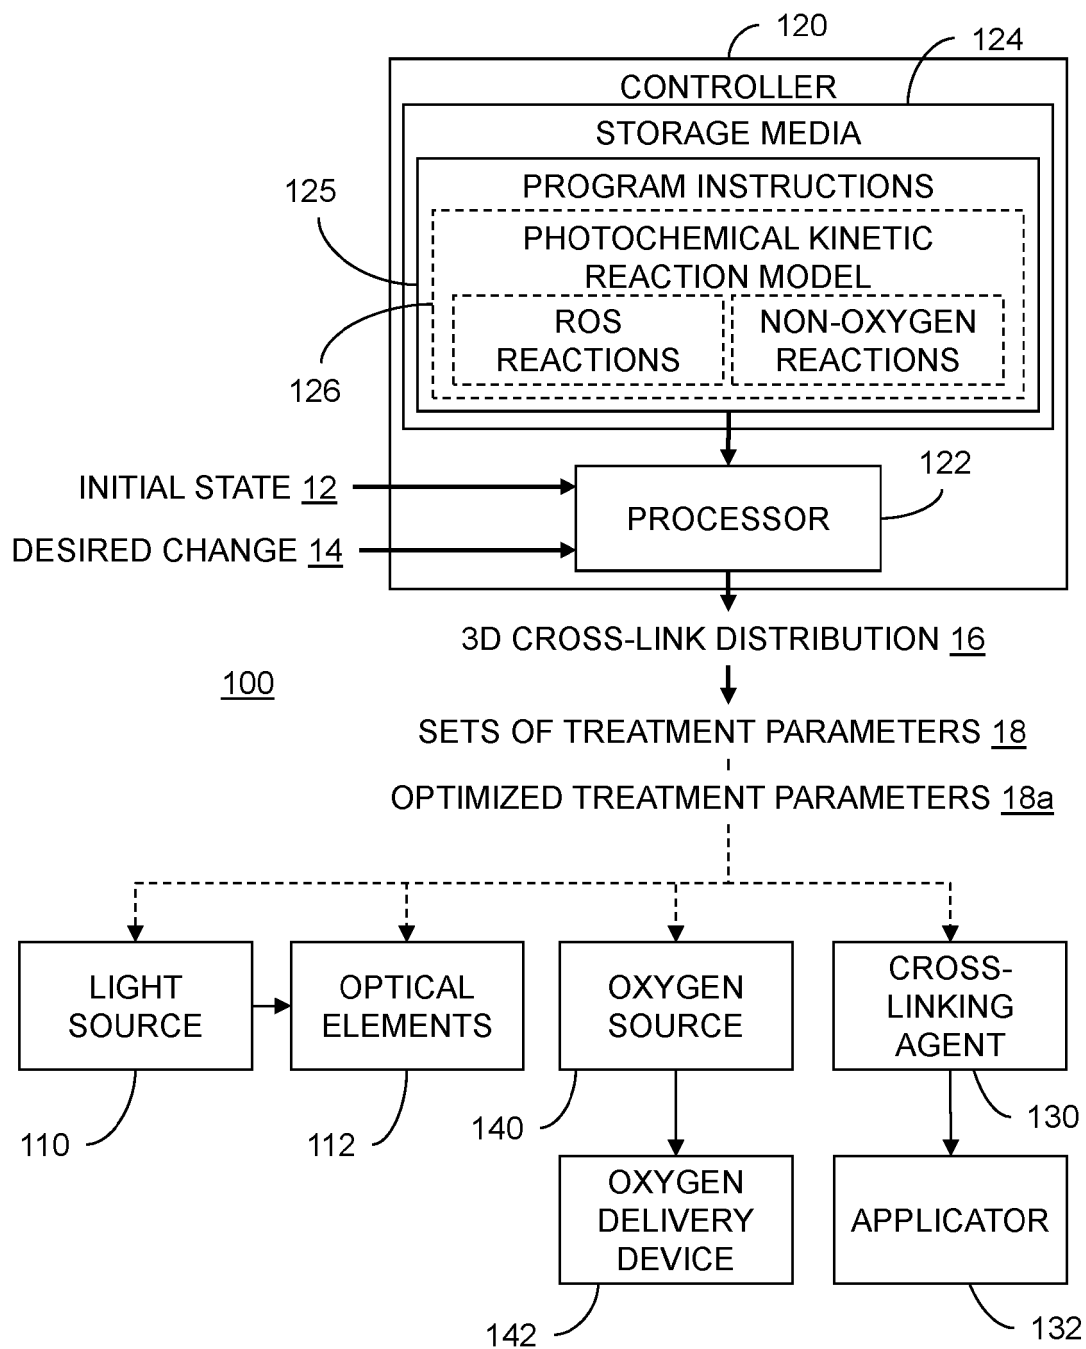 120
124
CONTROLLER
STORAGE MEDIA
PROGRAM INSTRUCTIONS
125
PHOTOCHEMICAL KINETIC
REACTION MODEL
ROS
REACTIONS
NON-OXYGEN
REACTIONS
126
122
INITIAL STATE 12
PROCESSOR
DESIRED CHANGE 14
3D CROSS-LINK DISTRIBUTION 16
100
SETS OF TREATMENT PARAMETERS 18
OPTIMIZED TREATMENT PARAMETERS 18a
LIGHT
SOURCE
OPTICAL
ELEMENTS
OXYGEN
SOURCE
CROSS-
LINKING
AGENT
110
112
140
130
OXYGEN
DELIVERY
DEVICE
APPLICATOR
142
132